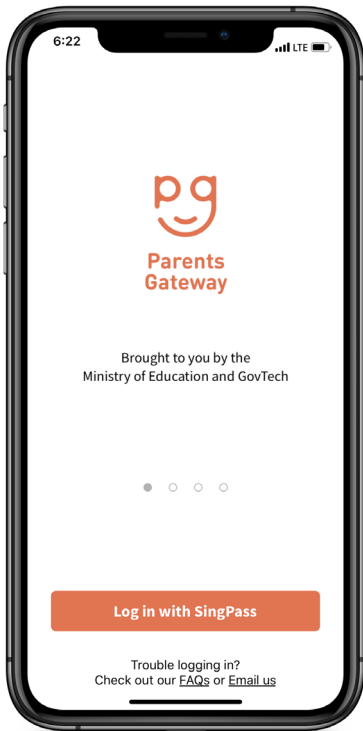 6:22
LTE
pg
Parents
Gateway
Brought to you by the
Ministry of Education and GovTech
Log in with SingPass
Trouble logging in?
Check out our FAQs or Email us